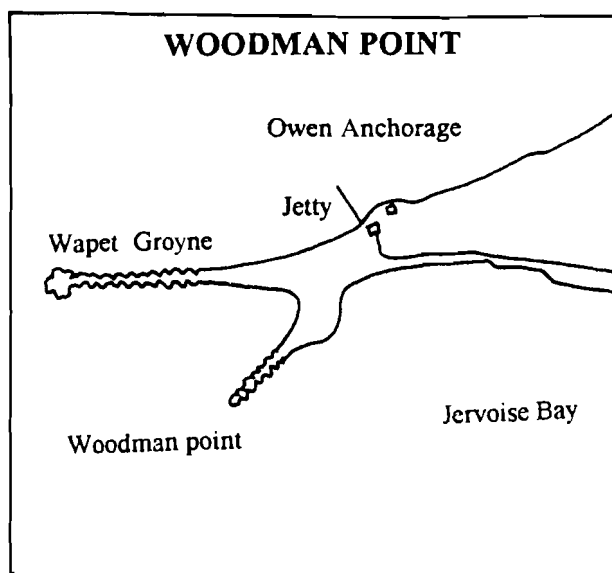 WOODMAN POINT
Owen Anchorage
Jetty
Wapet Groyne
Woodman point
Jervoise Bay